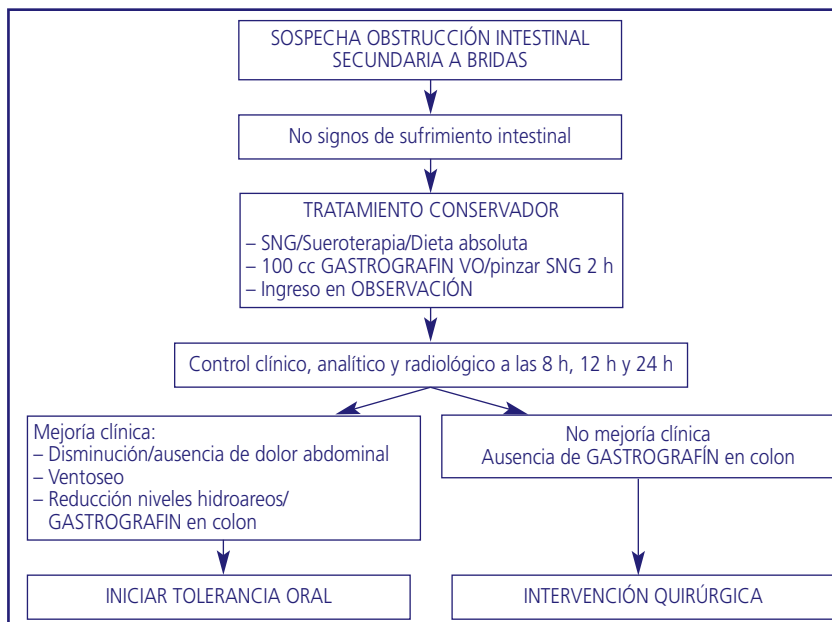 SOSPECHA OBSTRUCCIÓN INTESTINAL
SECUNDARIA A BRIDAS
No signos de sufrimiento intestinal
TRATAMIENTO CONSERVADOR
– SNG/Sueroterapia/Dieta absoluta
– 100 cc GASTROGRAFIN VO/pinzar SNG 2 h
– Ingreso en OBSERVACIÓN
Control clínico, analítico y radiológico a las 8 h, 12 h y 24 h
Mejoría clínica:
– Disminución/ausencia de dolor abdominal
– Ventoseo
– Reducción niveles hidroareos/
GASTROGRAFIN en colon
No mejoría clínica
Ausencia de GASTROGRAFÍN en colon
INICIAR TOLERANCIA ORAL
INTERVENCIÓN QUIRÚRGICA